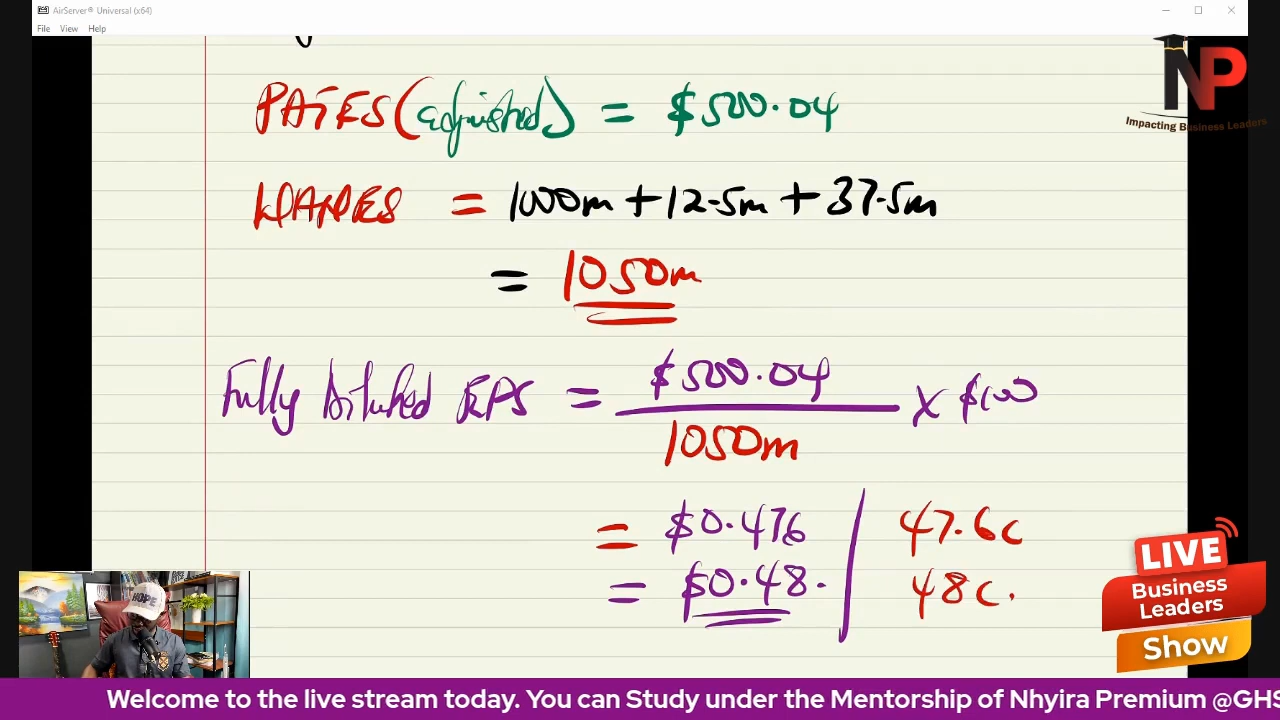 AirServer® Universal (x64)
File View Help
NP
Impacting Business Leaders
PATES (adjusted) = $500.04
= 1000m + 12.5m + 37.5m
= 1050m
Fully Diluted EPS = $500.04 / 1050m x $100
= $0.476 | 47.6c
= $0.48. | 48c.
HOPE
LIVE
Business
Leaders
Show
Welcome to the live stream today. You can Study under the Mentorship of Nhyira Premium @GHS